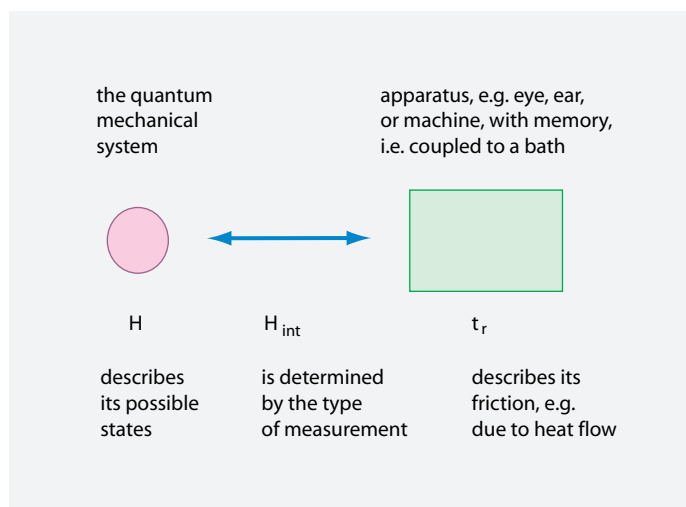 the quantum
mechanical
system
apparatus, e.g. eye, ear,
or machine, with memory,
i.e. coupled to a bath
H
H int
t r
describes
its possible
states
is determined
by the type
of measurement
describes its
friction, e.g.
due to heat flow